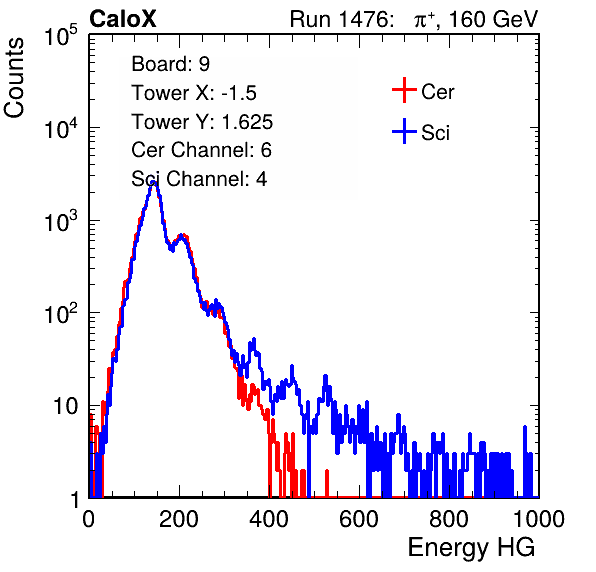 CaloX Run 1476: π⁺, 160 GeV
Counts
10⁵
10⁴
10³
10²
10
1
Board: 9
Tower X: -1.5
Tower Y: 1.625
Cer Channel: 6
Sci Channel: 4
Cer
Sci
0 200 400 600 800 1000
Energy HG